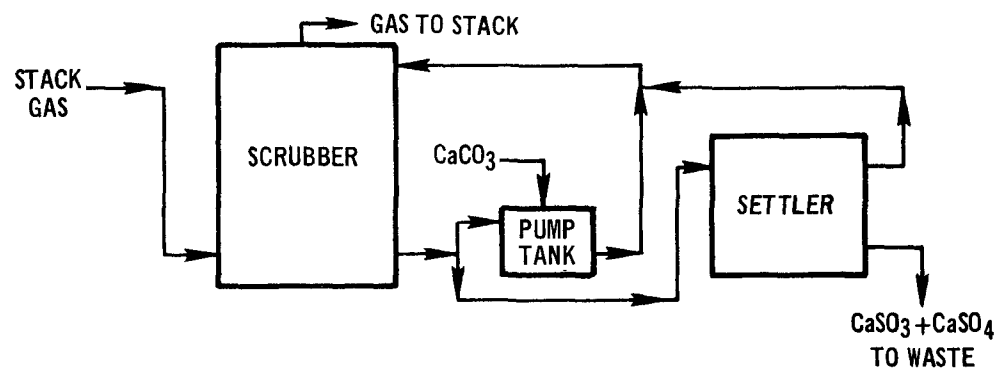 GAS TO STACK
STACK
GAS
SCRUBBER
CaCO₃
PUMP
TANK
SETTLER
CaSO₃+CaSO₄
TO WASTE